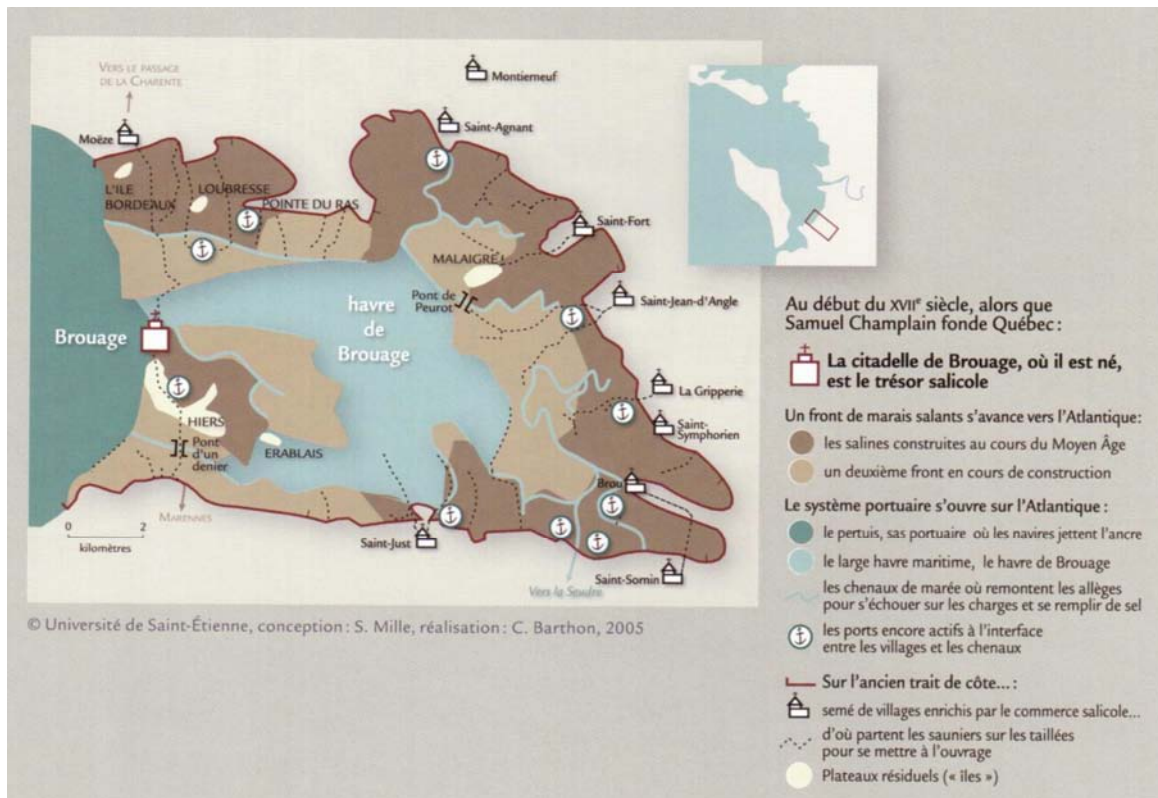 VERS LE PASSAGE
DE LA CHARENTE
Montierneuf
Moëze
Saint-Agnant
L'ILE
BORDEAUX
LOUBRESSE
POINTE DU RAS
Saint-Fort
MALAIGRE
Pont de
Peurot
Saint-Jean-d'Angle
havre
de
Brouage
Brouage
La Gripperie
Saint-
Symphorien
HIERS
Pont
d'un
denier
ERABLAIS
Brou
MARENNES
0 2
kilomètres
Saint-Just
Saint-Sornin
Vers la Seudre
© Université de Saint-Étienne, conception : S. Mille, réalisation : C. Barthon, 2005
Au début du XVIIe siècle, alors que
Samuel Champlain fonde Québec :
La citadelle de Brouage, où il est né,
est le trésor salicole
Un front de marais salants s'avance vers l'Atlantique :
les salines construites au cours du Moyen Âge
un deuxième front en cours de construction
Le système portuaire s'ouvre sur l'Atlantique :
le pertuis, sas portuaire où les navires jettent l'ancre
le large havre maritime, le havre de Brouage
les chenaux de marée où remontent les allèges
pour s'échouer sur les charges et se remplir de sel
les ports encore actifs à l'interface
entre les villages et les chenaux
Sur l'ancien trait de côte... :
semé de villages enrichis par le commerce salicole...
d'où partent les sauniers sur les taillées
pour se mettre à l'ouvrage
Plateaux résiduels (« îles »)